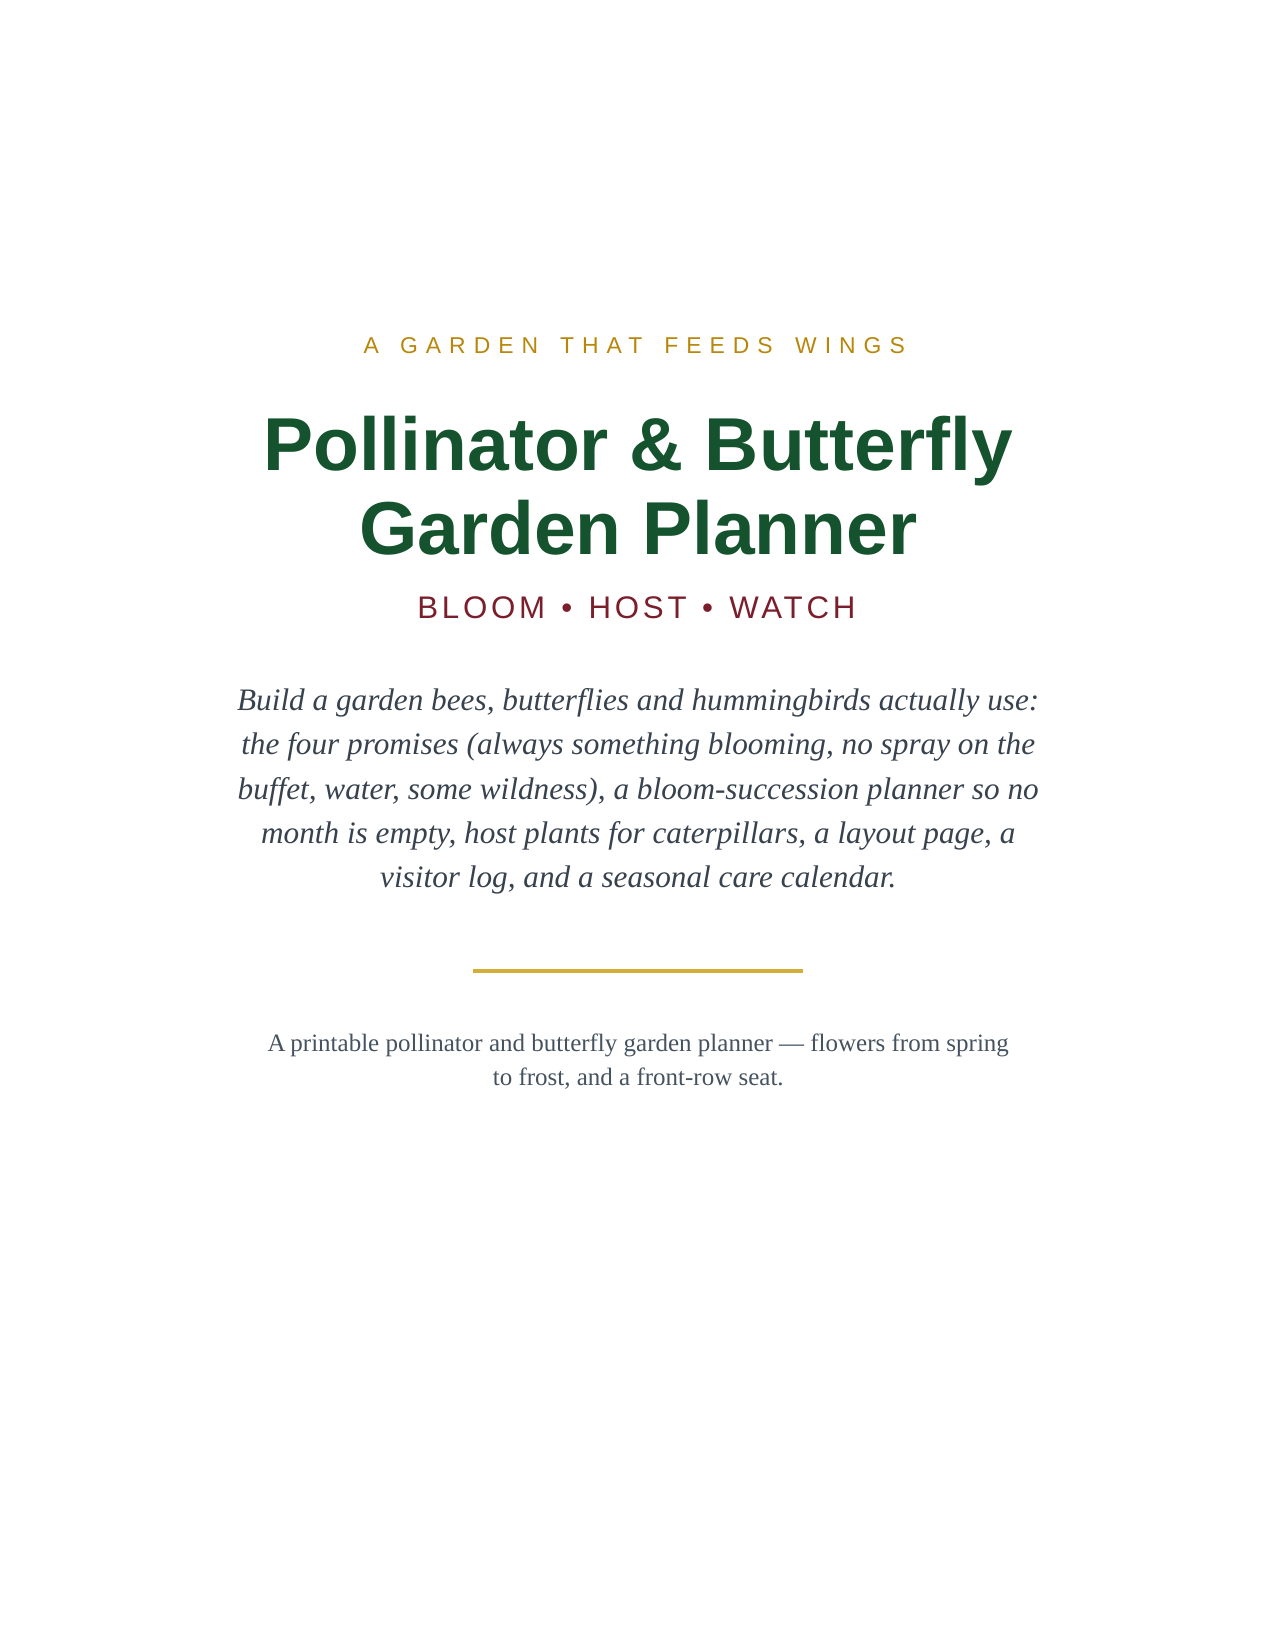 A GARDEN THAT FEEDS WINGS
Pollinator & Butterfly
Garden Planner
BLOOM • HOST • WATCH
Build a garden bees, butterflies and hummingbirds actually use:
the four promises (always something blooming, no spray on the
buffet, water, some wildness), a bloom-succession planner so no
month is empty, host plants for caterpillars, a layout page, a
visitor log, and a seasonal care calendar.
A printable pollinator and butterfly garden planner — flowers from spring
to frost, and a front-row seat.